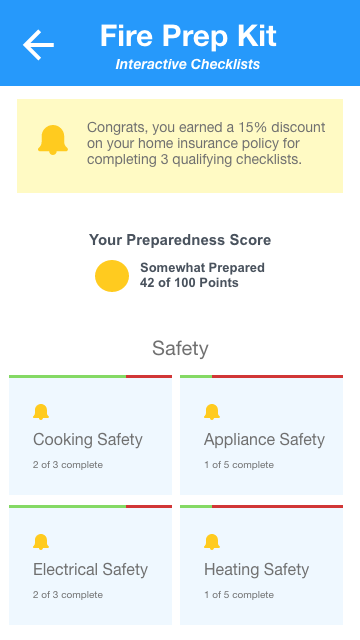 Fire Prep Kit
Interactive Checklists
Congrats, you earned a 15% discount
on your home insurance policy for
completing 3 qualifying checklists.
Your Preparedness Score
Somewhat Prepared
42 of 100 Points
Safety
Cooking Safety
2 of 3 complete
Appliance Safety
1 of 5 complete
Electrical Safety
2 of 3 complete
Heating Safety
1 of 5 complete